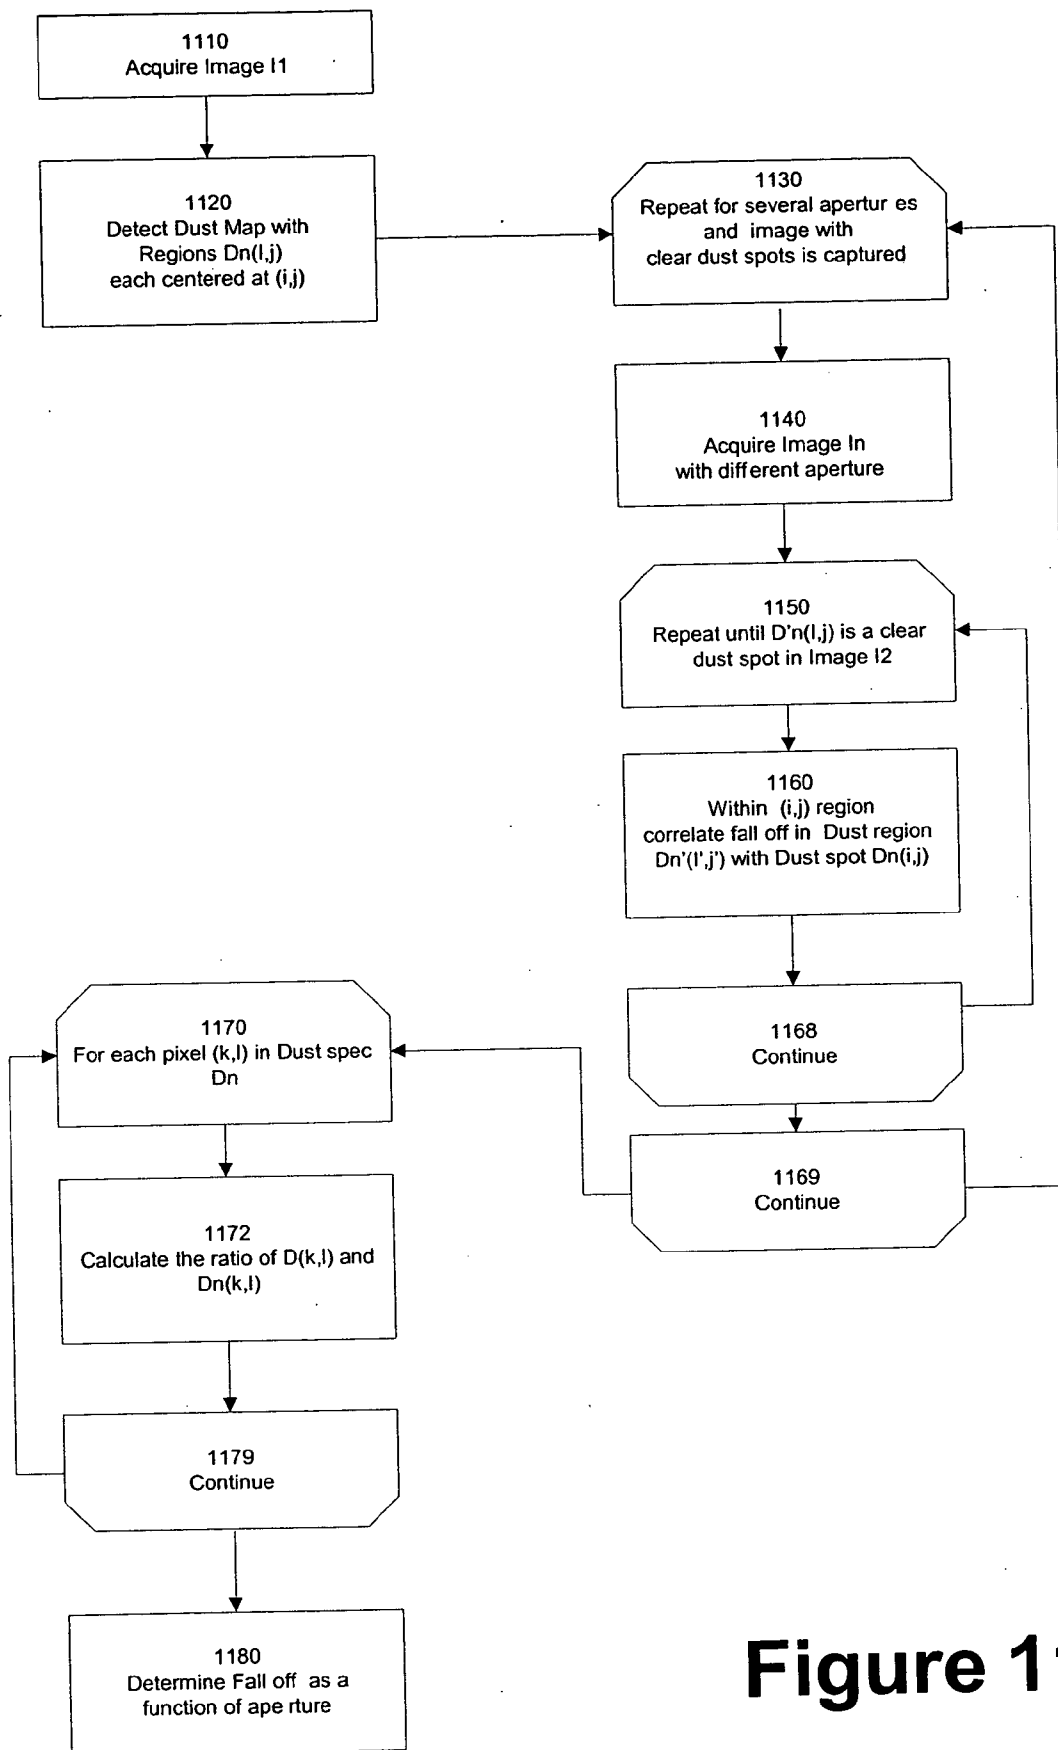 1110
Acquire Image I1
1120
Detect Dust Map with
Regions Dn(I,j)
each centered at (i,j)
1130
Repeat for several apertur es
and image with
clear dust spots is captured
1140
Acquire Image In
with different aperture
1150
Repeat until D'n(I,j) is a clear
dust spot in Image I2
1160
Within (i,j) region
correlate fall off in Dust region
Dn'(I',j') with Dust spot Dn(i,j)
1168
Continue
1169
Continue
1170
For each pixel (k,l) in Dust spec
Dn
1172
Calculate the ratio of D(k,l) and
Dn(k,l)
1179
Continue
1180
Determine Fall off as a
function of ape rture
Figure 11